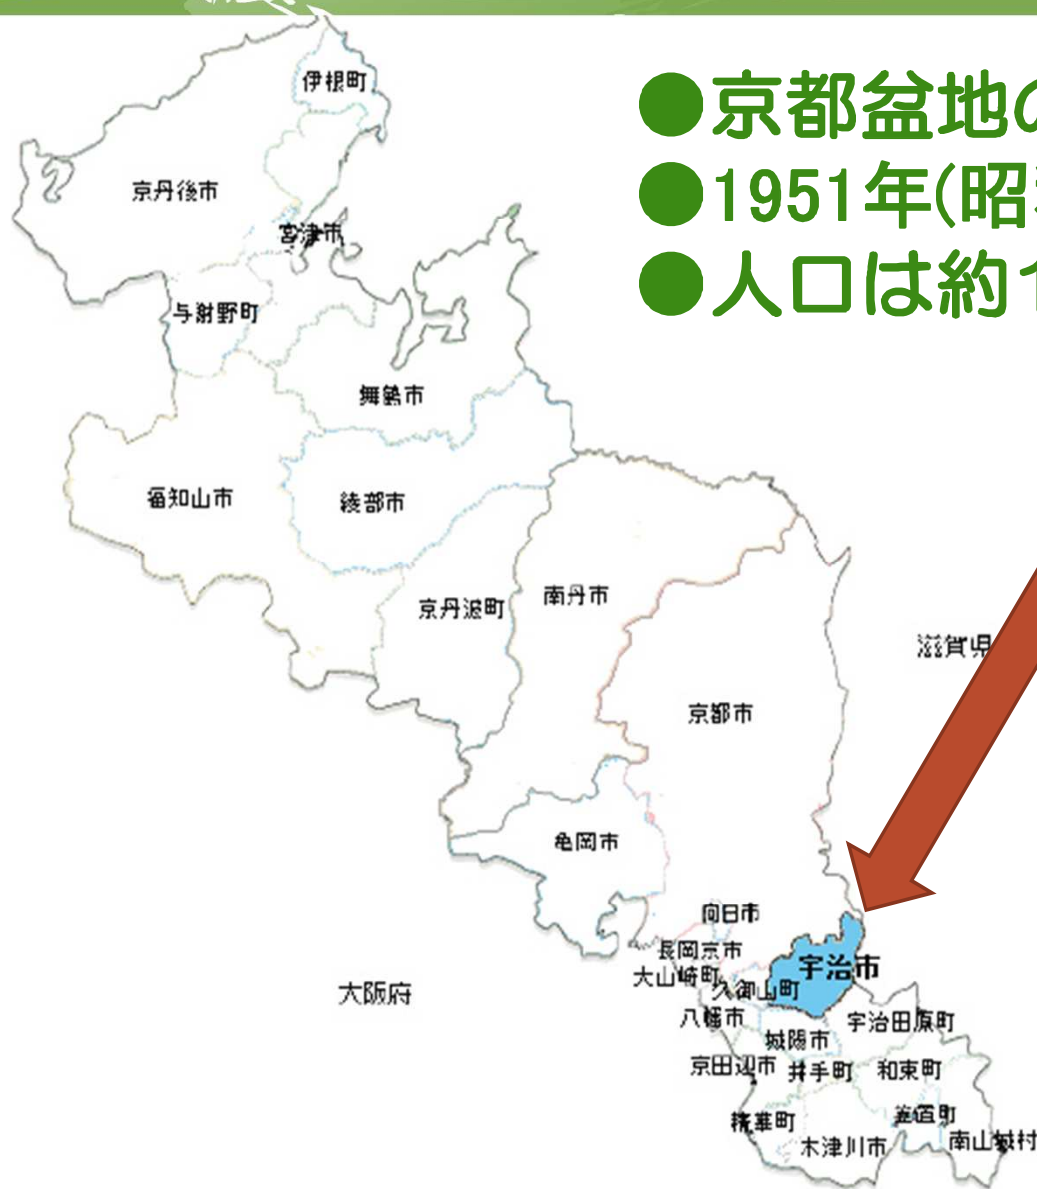 伊根町
●京都盆地の
京丹後市
●1951年(昭和
宮津市
●人口は約1
与謝野町
舞鶴市
福知山市
綾部市
京丹波町
南丹市
滋賀県
京都市
亀岡市
向日市
長岡京市
大山崎町
宇治市
久御山町
大阪府
八幡市
宇治田原町
城陽市
京田辺市
井手町
和束町
精華町
笠置町
木津川市
南山城村